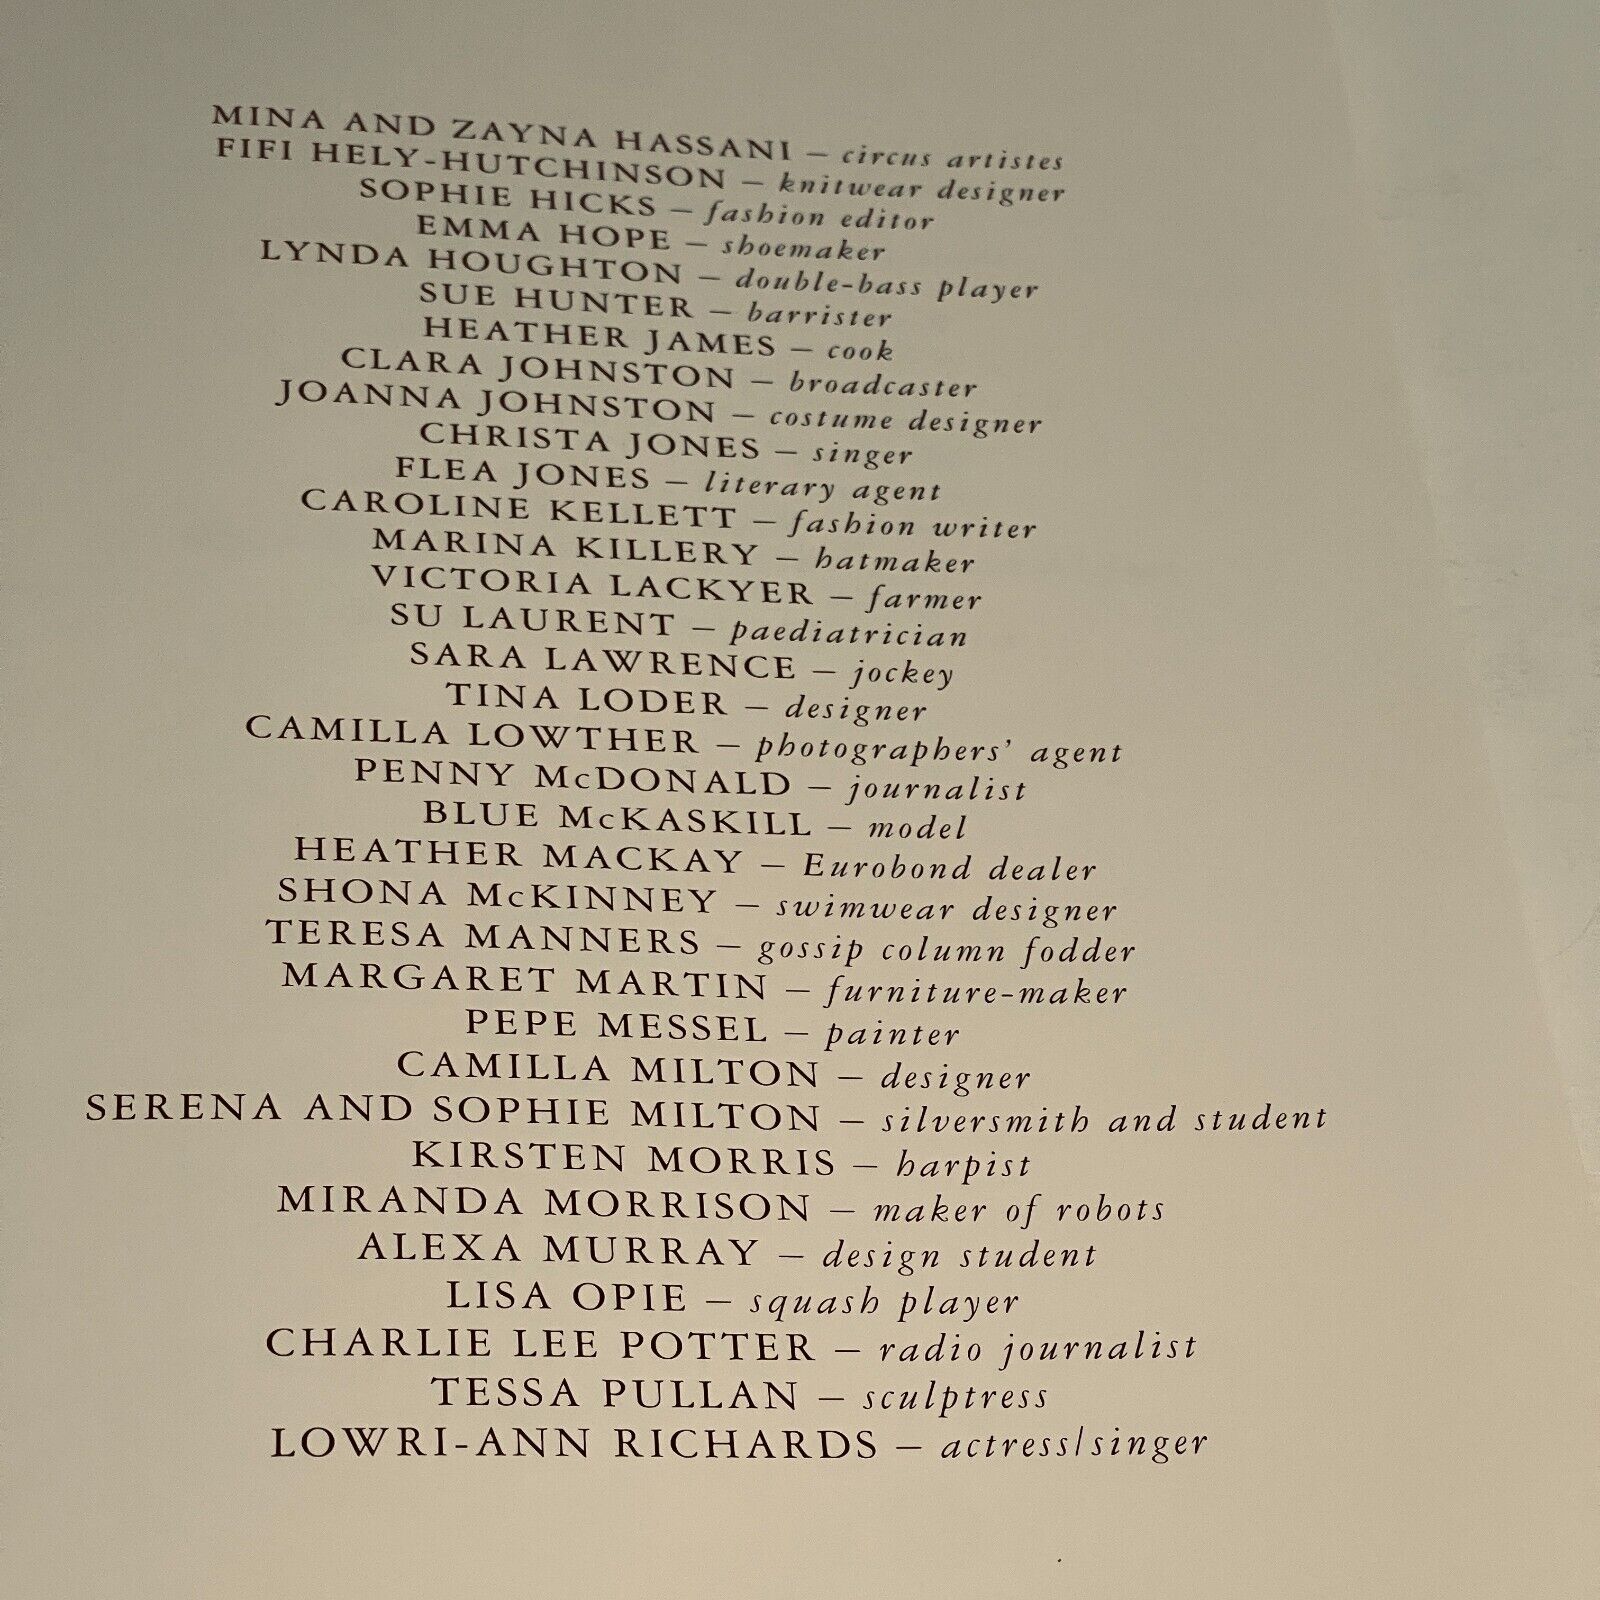 MINA AND ZAYNA HASSANI – circus artistes
FIFI HELY-HUTCHINSON – knitwear designer
SOPHIE HICKS – fashion editor
EMMA HOPE – shoemaker
LYNDA HOUGHTON – double-bass player
SUE HUNTER – barrister
HEATHER JAMES – cook
CLARA JOHNSTON – broadcaster
JOANNA JOHNSTON – costume designer
CHRISTA JONES – singer
FLEA JONES – literary agent
CAROLINE KELLETT – fashion writer
MARINA KILLERY – hatmaker
VICTORIA LACKYER – farmer
SU LAURENT – paediatrician
SARA LAWRENCE – jockey
TINA LODER – designer
CAMILLA LOWTHER – photographers' agent
PENNY McDONALD – journalist
BLUE McKASKILL – model
HEATHER MACKAY – Eurobond dealer
SHONA McKINNEY – swimwear designer
TERESA MANNERS – gossip column fodder
MARGARET MARTIN – furniture-maker
PEPE MESSEL – painter
CAMILLA MILTON – designer
SERENA AND SOPHIE MILTON – silversmith and student
KIRSTEN MORRIS – harpist
MIRANDA MORRISON – maker of robots
ALEXA MURRAY – design student
LISA OPIE – squash player
CHARLIE LEE POTTER – radio journalist
TESSA PULLAN – sculptress
LOWRI-ANN RICHARDS – actress/singer